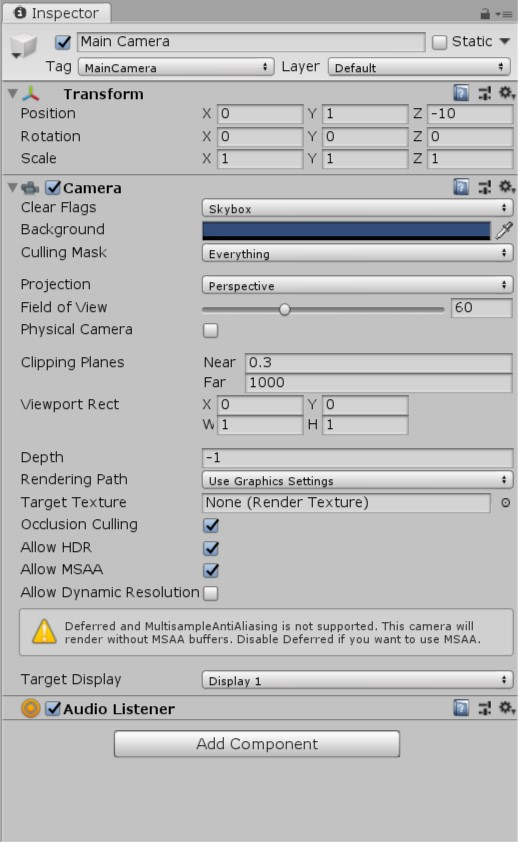 Inspector
Main Camera Static
Tag MainCamera Layer Default
Transform
Position X 0 Y 1 Z -10
Rotation X 0 Y 0 Z 0
Scale X 1 Y 1 Z 1
Camera
Clear Flags Skybox
Background
Culling Mask Everything
Projection Perspective
Field of View 60
Physical Camera
Clipping Planes Near 0.3
Far 1000
Viewport Rect X 0 Y 0
W 1 H 1
Depth -1
Rendering Path Use Graphics Settings
Target Texture None (Render Texture)
Occlusion Culling
Allow HDR
Allow MSAA
Allow Dynamic Resolution
Deferred and MultisampleAntiAliasing is not supported. This camera will
render without MSAA buffers. Disable Deferred if you want to use MSAA.
Target Display Display 1
Audio Listener
Add Component